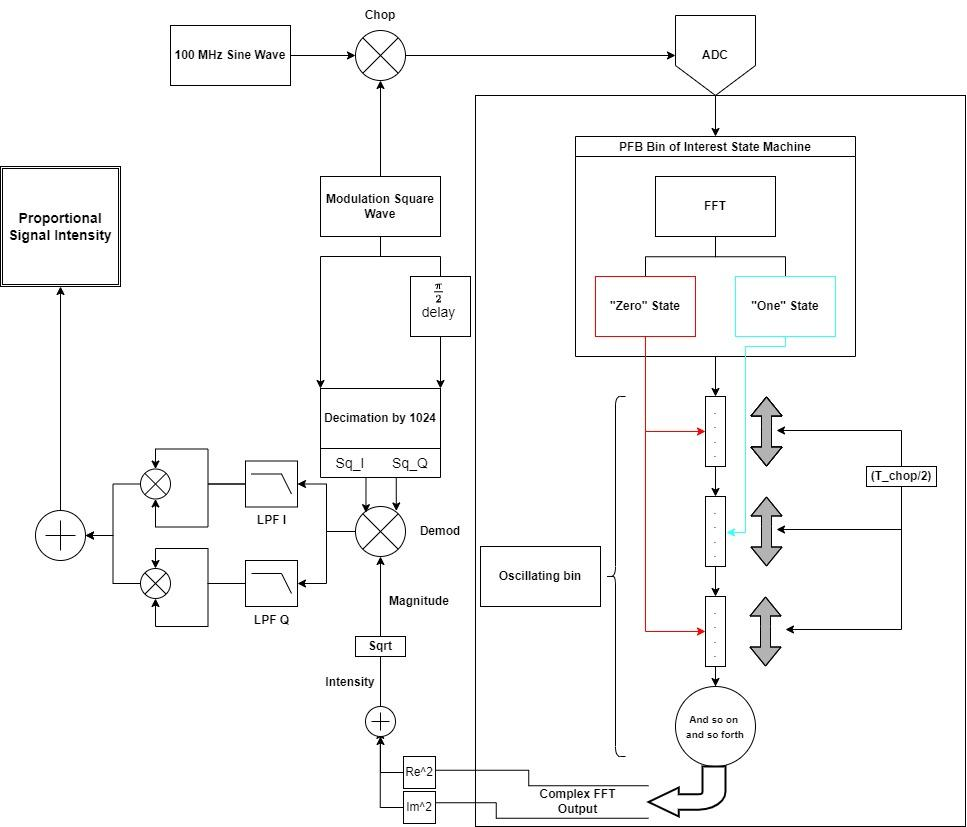 Chop
100 MHz Sine Wave
ADC
PFB Bin of Interest State Machine
Proportional
Signal Intensity
Modulation Square
Wave
FFT
π/2
delay
"Zero" State
"One" State
Decimation by 1024
Sq_I
Sq_Q
(T_chop/2)
LPF I
Demod
Oscillating bin
Magnitude
LPF Q
Sqrt
Intensity
And so on
and so forth
Re^2
Im^2
Complex FFT
Output